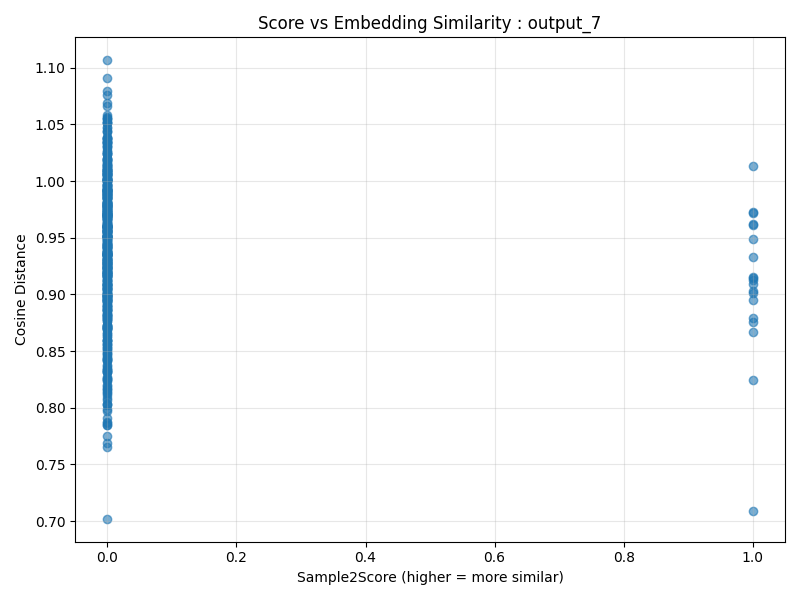 Score vs Embedding Similarity : output_7
1.10
1.05
1.00
0.95
0.90
0.85
0.80
0.75
0.70
Cosine Distance
0.0 0.2 0.4 0.6 0.8 1.0
Sample2Score (higher = more similar)